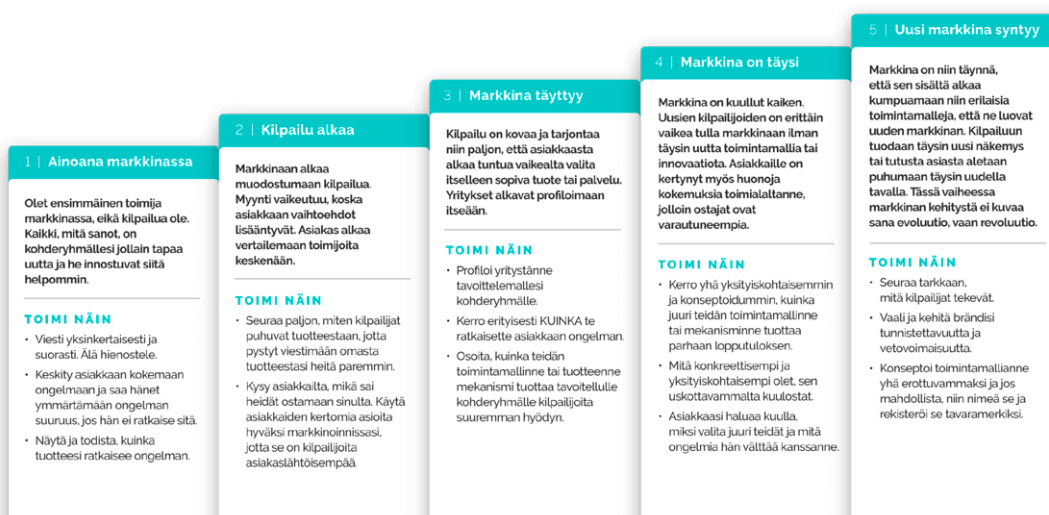 1 | Ainoana markkinassa
Olet ensimmäinen toimija
markkinassa, eikä kilpailua ole.
Kaikki, mitä sanot, on
kohderyhmällesi jollain tapaa
uutta ja he innostuvat siitä
helpommin.
TOIMI NÄIN
• Viesti yksinkertaisesti ja
suorasti. Älä hienostele.
• Keskity asiakkaan kokemaan
ongelmaan ja saa hänet
ymmärtämään ongelman
suuruus, jos hän ei ratkaise sitä.
• Näytä ja todista, kuinka
tuotteesi ratkaisee ongelman.
2 | Kilpailu alkaa
Markkinaan alkaa
muodostumaan kilpailua.
Myynti vaikeutuu, koska
asiakkaan vaihtoehdot
lisääntyvät. Asiakas alkaa
vertailemaan toimijoita
keskenään.
TOIMI NÄIN
• Seuraa paljon, miten kilpailijat
puhuvat tuotteestaan, jotta
pystyt viestimään omasta
tuotteestasi heitä paremmin.
• Kysy asiakkailta, mikä sai
heidät ostamaan sinulta. Käytä
asiakkaiden kertomia asioita
hyväksi markkinoinnissasi,
jotta se on kilpailijoita
asiakaslähtöisempää.
3 | Markkina täyttyy
Kilpailu on kovaa ja tarjontaa
niin paljon, että asiakkaasta
alkaa tuntua vaikealta valita
itselleen sopiva tuote tai palvelu.
Yritykset alkavat profiloimaan
itseään.
TOIMI NÄIN
• Profiloi yritystänne
tavoittelemallesi
kohderyhmälle.
• Kerro erityisesti KUINKA te
ratkaisette asiakkaan ongelman.
• Osoita, kuinka teidän
toimintamallinne tai tuotteenne
mekanismi tuottaa tavoitellulle
kohderyhmälle kilpailijoita
suuremman hyödyn.
4 | Markkina on täysi
Markkina on kuullut kaiken.
Uusien kilpailijoiden on erittäin
vaikea tulla markkinaan ilman
täysin uutta toimintamallia tai
innovaatiota. Asiakkaille on
kertynyt myös huonoja
kokemuksia toimialaltanne,
jolloin ostajat ovat
varautuneempia.
TOIMI NÄIN
• Kerro yhä yksityiskohtaisemmin
ja konseptoidummin, kuinka
juuri teidän toimintamallinne
tai mekanisminne tuottaa
parhaan lopputuloksen.
• Mitä konkreettisempi ja
yksityiskohtaisempi olet, sen
uskottavammalta kuulostat.
• Asiakkaasi haluaa kuulla,
miksi valita juuri teidät ja mitä
ongelmia hän välttää kanssanne.
5 | Uusi markkina syntyy
Markkina on niin täynnä,
että sen sisältä alkaa
kumpuamaan niin erilaisia
toimintamalleja, että ne luovat
uuden markkinan. Kilpailuun
tuodaan täysin uusi näkemys
tai tutusta asiasta aletaan
puhumaan täysin uudella
tavalla. Tässä vaiheessa
markkinan kehitystä ei kuvaa
sana evoluutio, vaan revoluutio.
TOIMI NÄIN
• Seuraa tarkkaan,
mitä kilpailijat tekevät.
• Vaali ja kehitä brändisi
tunnistettavuutta ja
vetovoimaisuutta.
• Konseptoi toimintamallianne
yhä erottuvammaksi ja jos
mahdollista, niin nimeä se ja
rekisteröi se tavaramerkiksi.